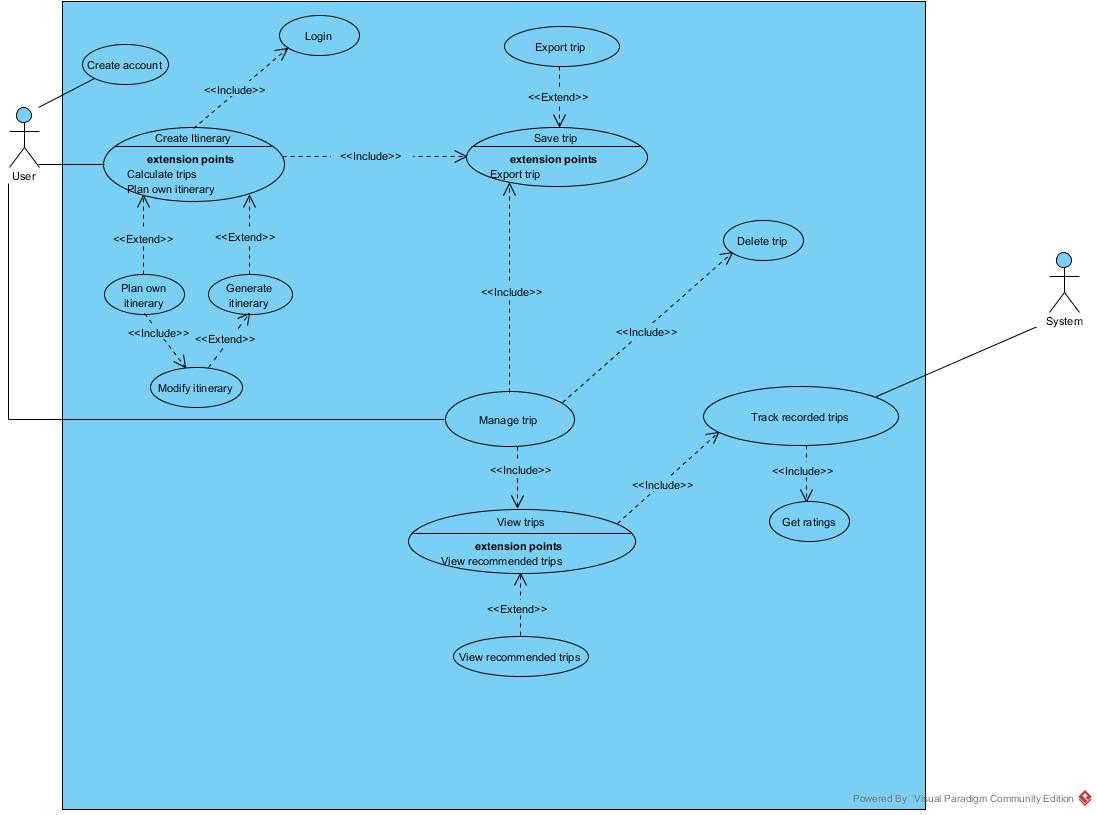 Login
Export trip
Create account
<<Include>>
<<Extend>>
Create Itinerary
extension points
Calculate trips
Plan own itinerary
<<Include>>
Save trip
extension points
Export trip
User
<<Extend>>
<<Extend>>
Delete trip
Plan own
itinerary
Generate
itinerary
<<Include>>
System
<<Include>>
<<Extend>>
<<Include>>
Modify itinerary
Manage trip
Track recorded trips
<<Include>>
<<Include>>
<<Include>>
View trips
extension points
View recommended trips
Get ratings
<<Extend>>
View recommended trips
Powered By Visual Paradigm Community Edition